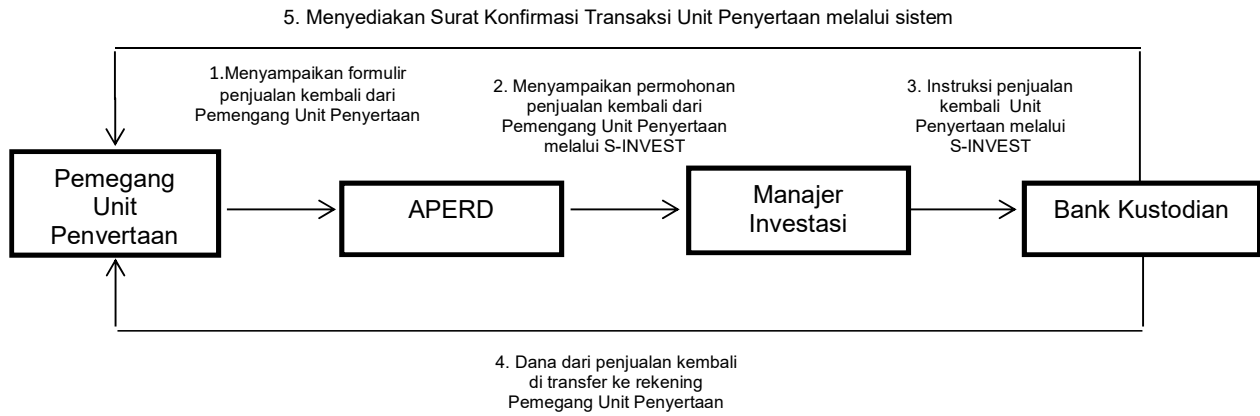 5. Menyediakan Surat Konfirmasi Transaksi Unit Penyertaan melalui sistem
1.Menyampaikan formulir
penjualan kembali dari
Pemengang Unit Penyertaan
2. Menyampaikan permohonan
penjualan kembali dari
Pemengang Unit Penyertaan
melalui S-INVEST
3. Instruksi penjualan
kembali Unit
Penyertaan melalui
S-INVEST
Pemegang
Unit
Penyertaan
APERD
Manajer
Investasi
Bank Kustodian
4. Dana dari penjualan kembali
di transfer ke rekening
Pemegang Unit Penyertaan